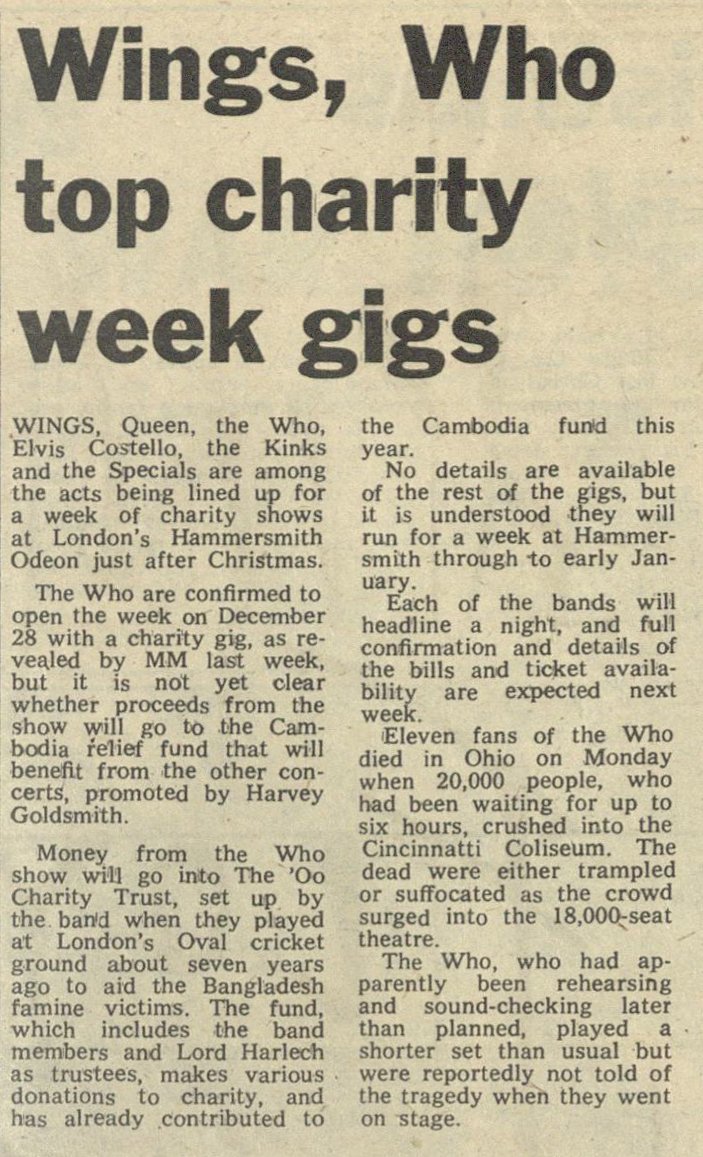 Wings, Who
top charity
week gigs
WINGS, Queen, the Who,
Elvis Costello, the Kinks
and the Specials are among
the acts being lined up for
a week of charity shows
at London's Hammersmith
Odeon just after Christmas.
The Who are confirmed to
open the week on December
28 with a charity gig, as re-
vealed by MM last week,
but it is not yet clear
whether proceeds from the
show will go to the Cam-
bodia relief fund that will
benefit from the other con-
certs, promoted by Harvey
Goldsmith.
Money from the Who
show will go into The 'Oo
Charity Trust, set up by
the band when they played
at London's Oval cricket
ground about seven years
ago to aid the Bangladesh
famine victims. The fund,
which includes the band
members and Lord Harlech
as trustees, makes various
donations to charity, and
has already contributed to
the Cambodia fund this
year.
No details are available
of the rest of the gigs, but
it is understood they will
run for a week at Hammer-
smith through to early Jan-
uary.
Each of the bands will
headline a night, and full
confirmation and details of
the bills and ticket availa-
bility are expected next
week.
Eleven fans of the Who
died in Ohio on Monday
when 20,000 people, who
had been waiting for up to
six hours, crushed into the
Cincinnatti Coliseum. The
dead were either trampled
or suffocated as the crowd
surged into the 18,000-seat
theatre.
The Who, who had ap-
parently been rehearsing
and sound-checking later
than planned, played a
shorter set than usual but
were reportedly not told of
the tragedy when they went
on stage.